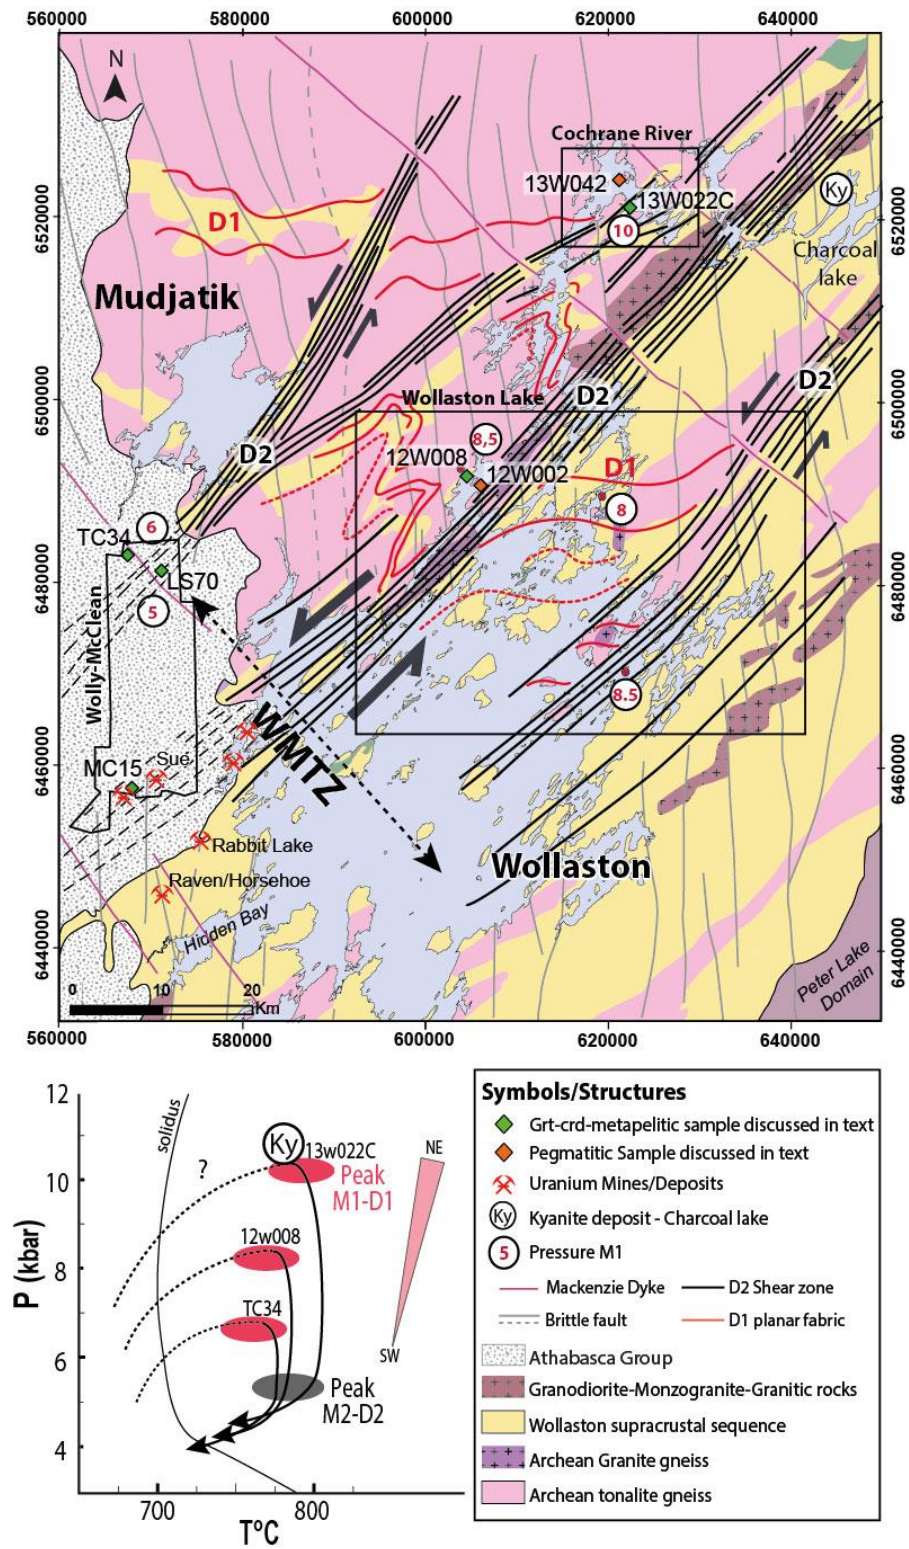 560000
580000
600000
620000
640000
N
Cochrane River
13W042
13W022C
Ky
10
D1
Charcoal
lake
Mudjatik
6520000
6520000
D2
Wollaston Lake
D2
6500000
6500000
8,5
12W008
12W002
D1
D2
8
6
TC34
LS70
5
6480000
6480000
Wolly-McClean
8.5
WMTZ
Sue
MC15
6460000
6460000
Rabbit Lake
Wollaston
Raven/Horsehoe
Hidden Bay
6440000
6440000
Peter Lake
Domain
0
10
20
Km
560000
580000
600000
620000
640000
12
10
8
6
4
P (kbar)
solidus
?
Ky
13w022C
Peak
M1-D1
12w008
TC34
Peak
M2-D2
NE
SW
700
800
T°C
Symbols/Structures
Grt-crd-metapelitic sample discussed in text
Pegmatitic Sample discussed in text
Uranium Mines/Deposits
Ky Kyanite deposit - Charcoal lake
5 Pressure M1
Mackenzie Dyke
D2 Shear zone
Brittle fault
D1 planar fabric
Athabasca Group
Granodiorite-Monzogranite-Granitic rocks
Wollaston supracrustal sequence
Archean Granite gneiss
Archean tonalite gneiss